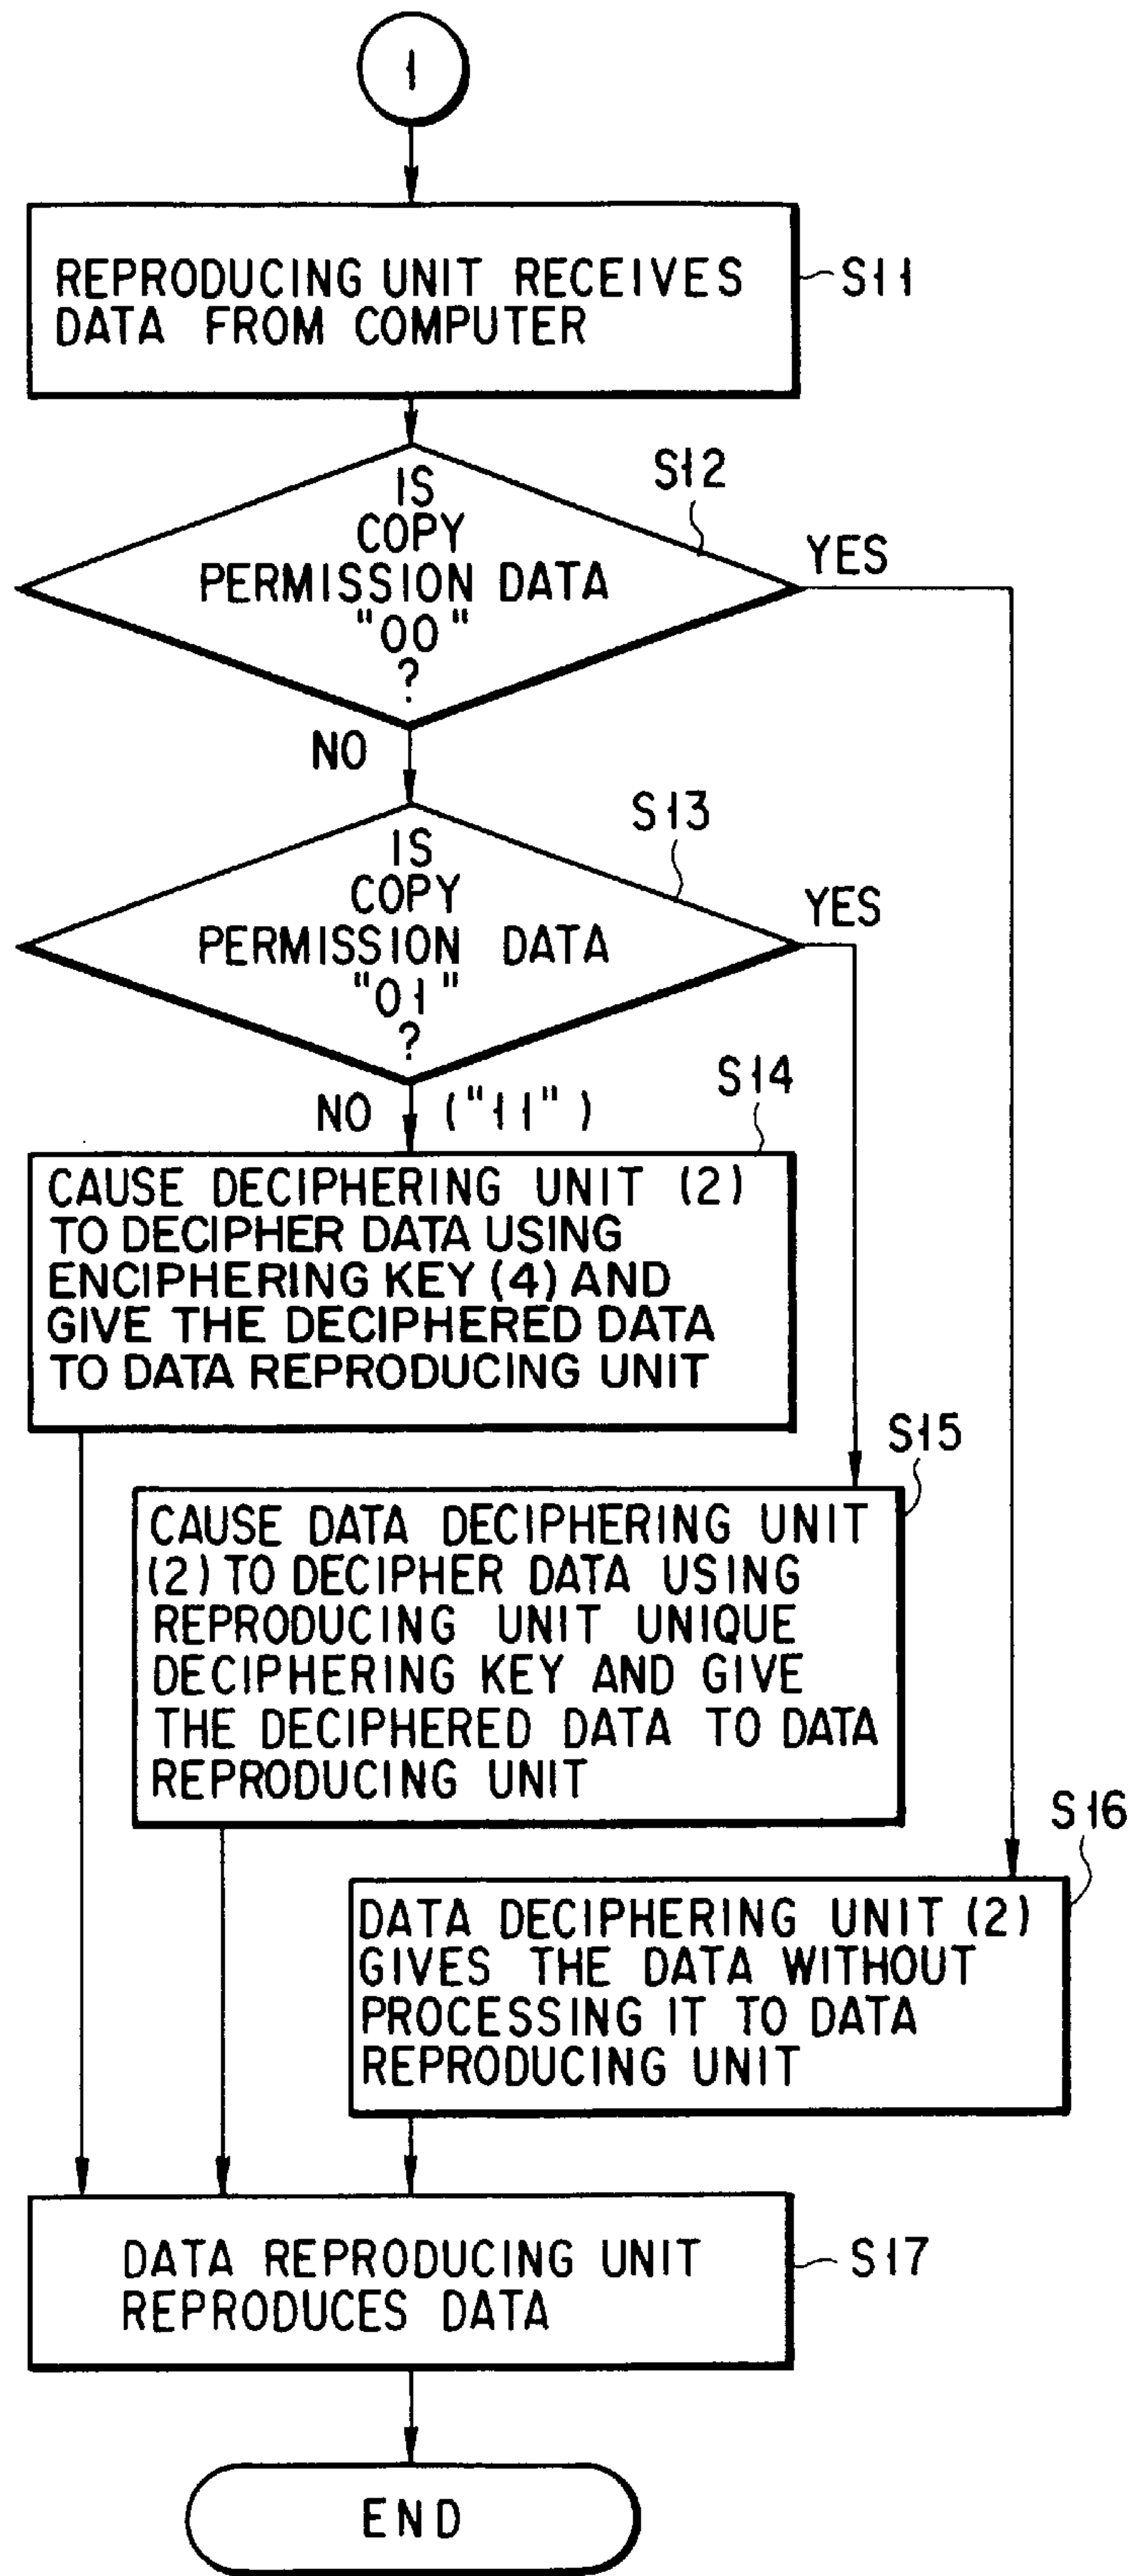 1
REPRODUCING UNIT RECEIVES
DATA FROM COMPUTER
S11
S12
IS
COPY
PERMISSION DATA
"00"
?
YES
NO
S13
IS
COPY
PERMISSION DATA
"01"
?
YES
NO ("11")
S14
CAUSE DECIPHERING UNIT (2)
TO DECIPHER DATA USING
ENCIPHERING KEY (4) AND
GIVE THE DECIPHERED DATA
TO DATA REPRODUCING UNIT
S15
CAUSE DATA DECIPHERING UNIT
(2) TO DECIPHER DATA USING
REPRODUCING UNIT UNIQUE
DECIPHERING KEY AND GIVE
THE DECIPHERED DATA TO DATA
REPRODUCING UNIT
S16
DATA DECIPHERING UNIT (2)
GIVES THE DATA WITHOUT
PROCESSING IT TO DATA
REPRODUCING UNIT
DATA REPRODUCING UNIT
REPRODUCES DATA
S17
END